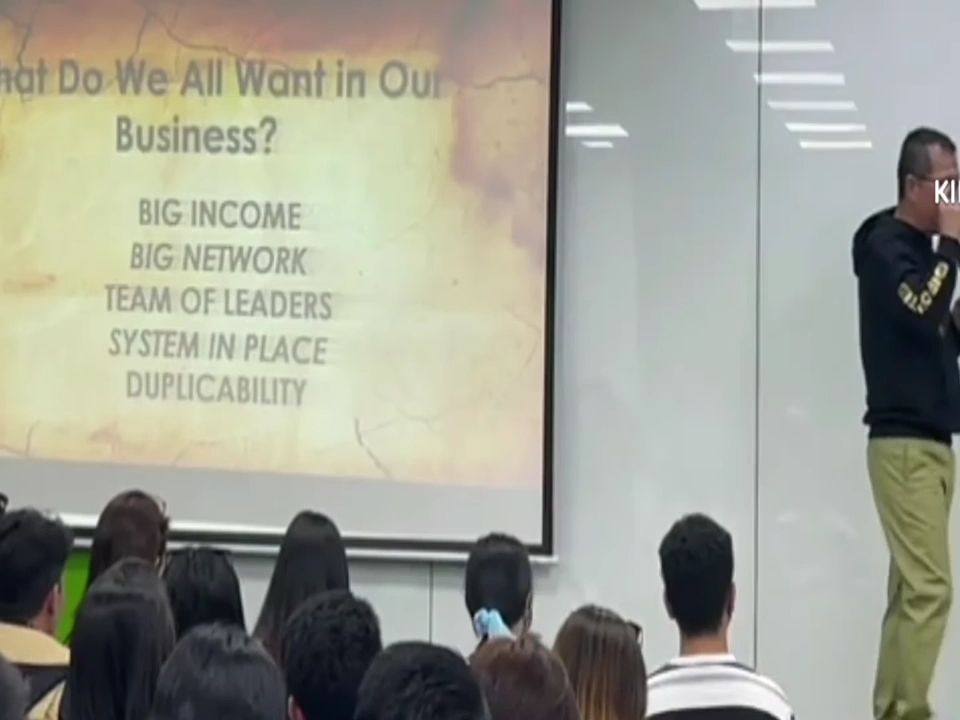 hat Do We All Want in Our
Business?
BIG INCOME
BIG NETWORK
TEAM OF LEADERS
SYSTEM IN PLACE
DUPLICABILITY
KI